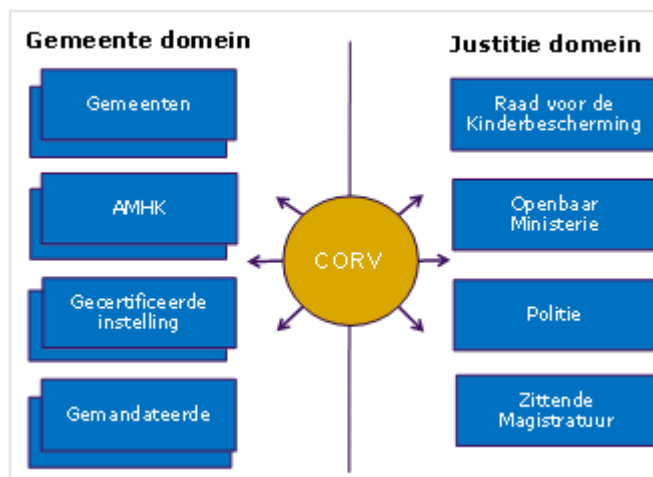 Gemeente domein
Gemeenten
AMHK
Gecertificeerde
instelling
Gemandateerde
CORV
Justitie domein
Raad voor de
Kinderbescherming
Openbaar
Ministerie
Politie
Zittende
Magistratuur